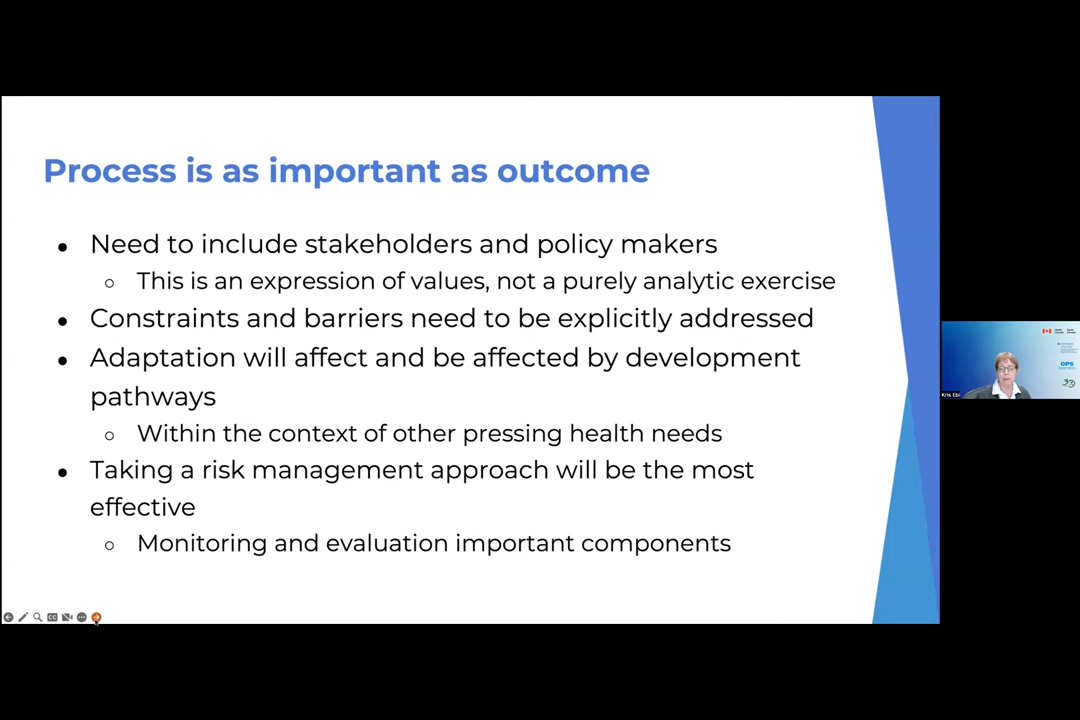 Process is as important as outcome
● Need to include stakeholders and policy makers
○ This is an expression of values, not a purely analytic exercise
● Constraints and barriers need to be explicitly addressed
● Adaptation will affect and be affected by development
pathways
○ Within the context of other pressing health needs
● Taking a risk management approach will be the most
effective
○ Monitoring and evaluation important components
OPS
Kris Ebi